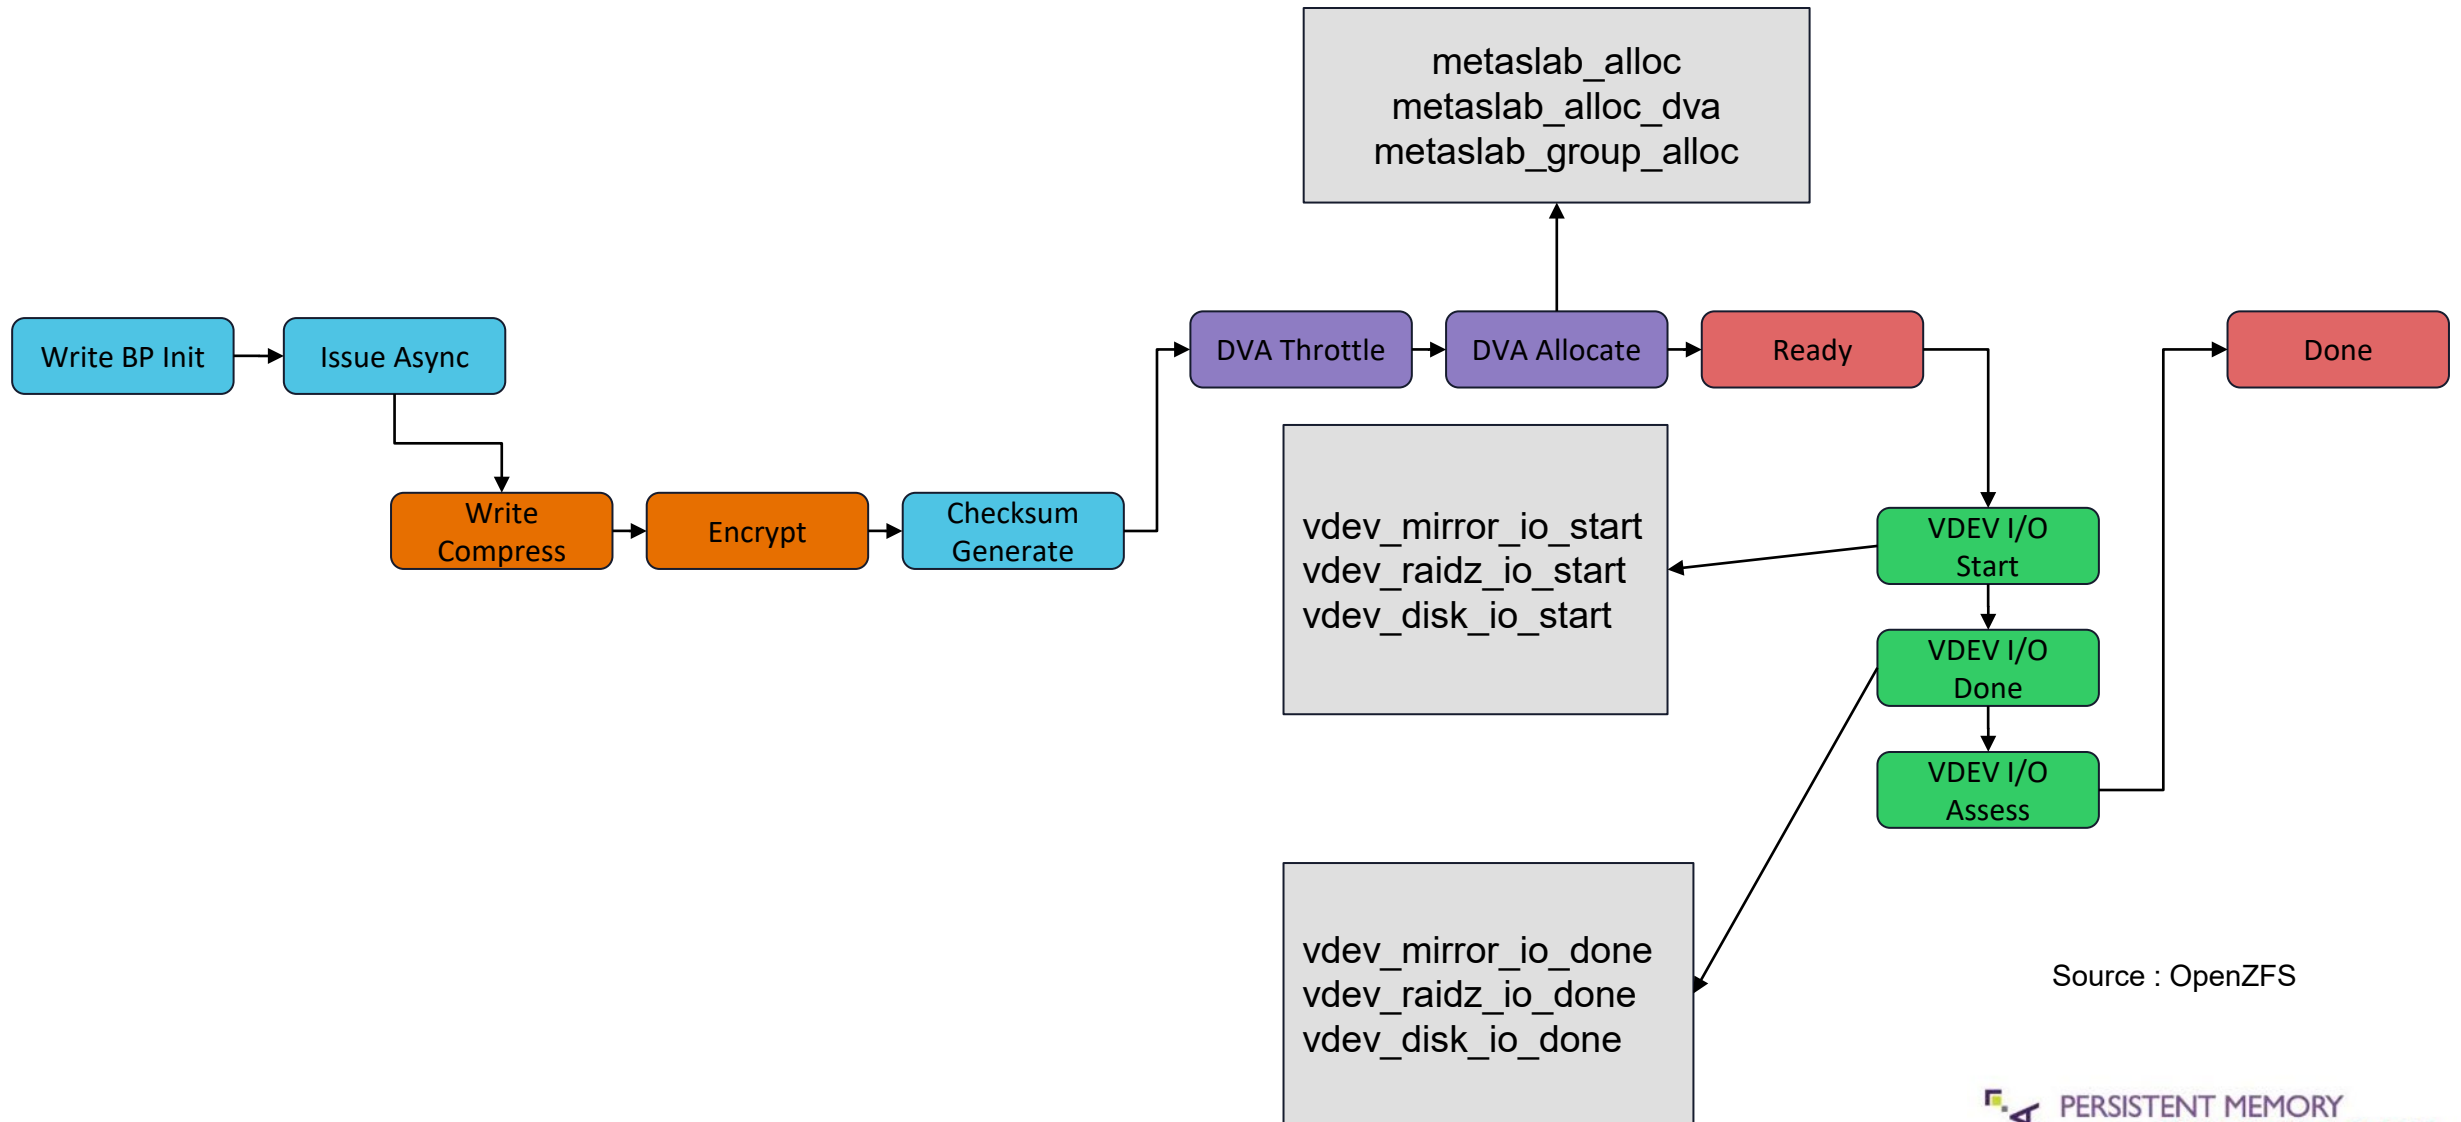 metaslab_alloc
metaslab_alloc_dva
metaslab_group_alloc
Write BP Init
Issue Async
DVA Throttle
DVA Allocate
Ready
Done
Write
Compress
Encrypt
Checksum
Generate
vdev_mirror_io_start
vdev_raidz_io_start
vdev_disk_io_start
VDEV I/O
Start
VDEV I/O
Done
VDEV I/O
Assess
vdev_mirror_io_done
vdev_raidz_io_done
vdev_disk_io_done
Source : OpenZFS
PERSISTENT MEMORY